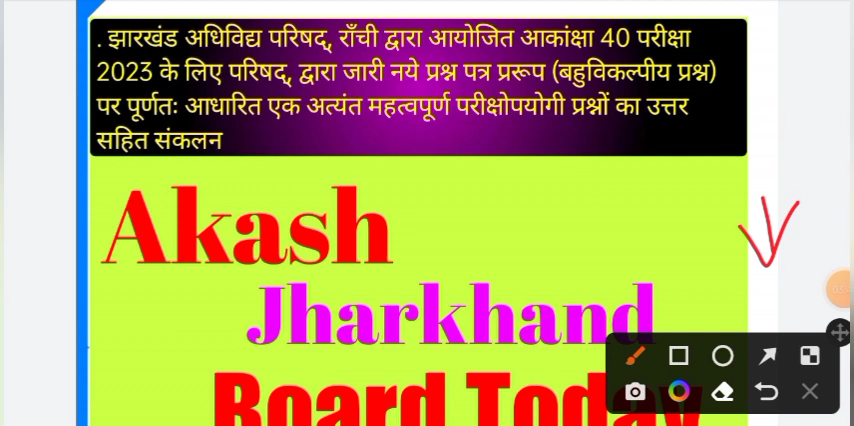 . झारखंड अधिविद्य परिषद्, राँची द्वारा आयोजित आकांक्षा 40 परीक्षा
2023 के लिए परिषद्, द्वारा जारी नये प्रश्न पत्र प्ररूप (बहुविकल्पीय प्रश्न)
पर पूर्णतः आधारित एक अत्यंत महत्वपूर्ण परीक्षोपयोगी प्रश्नों का उत्तर
सहित संकलन
Akash
Jharkhand
Board Today